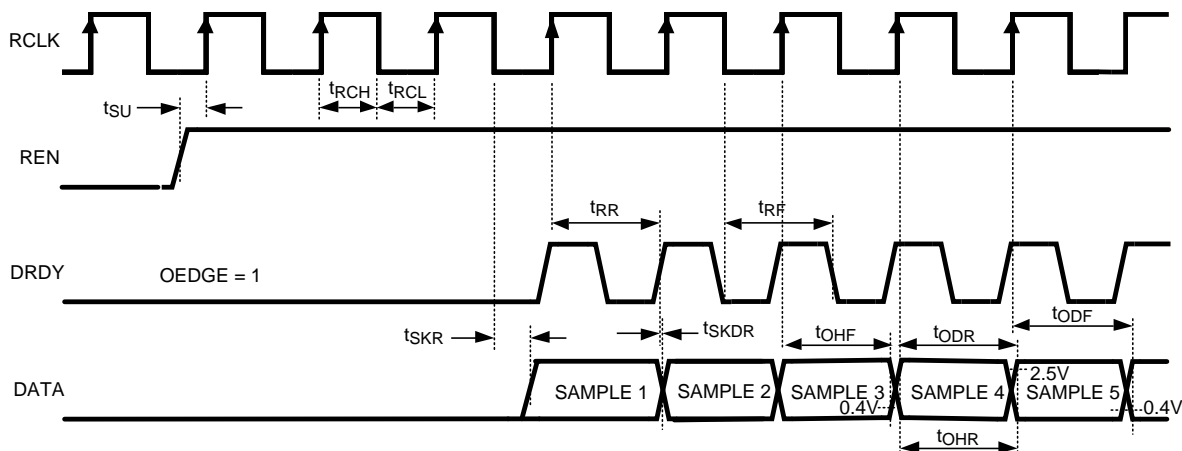 RCLK
tRCH
tRCL
tSU
REN
tRR
tRF
DRDY
OEDGE = 1
tSKR
tSKDR
tOHF
tODR
tODF
DATA
SAMPLE 1
SAMPLE 2
SAMPLE 3
SAMPLE 4
SAMPLE 5
2.5V
0.4V
0.4V
tOHR